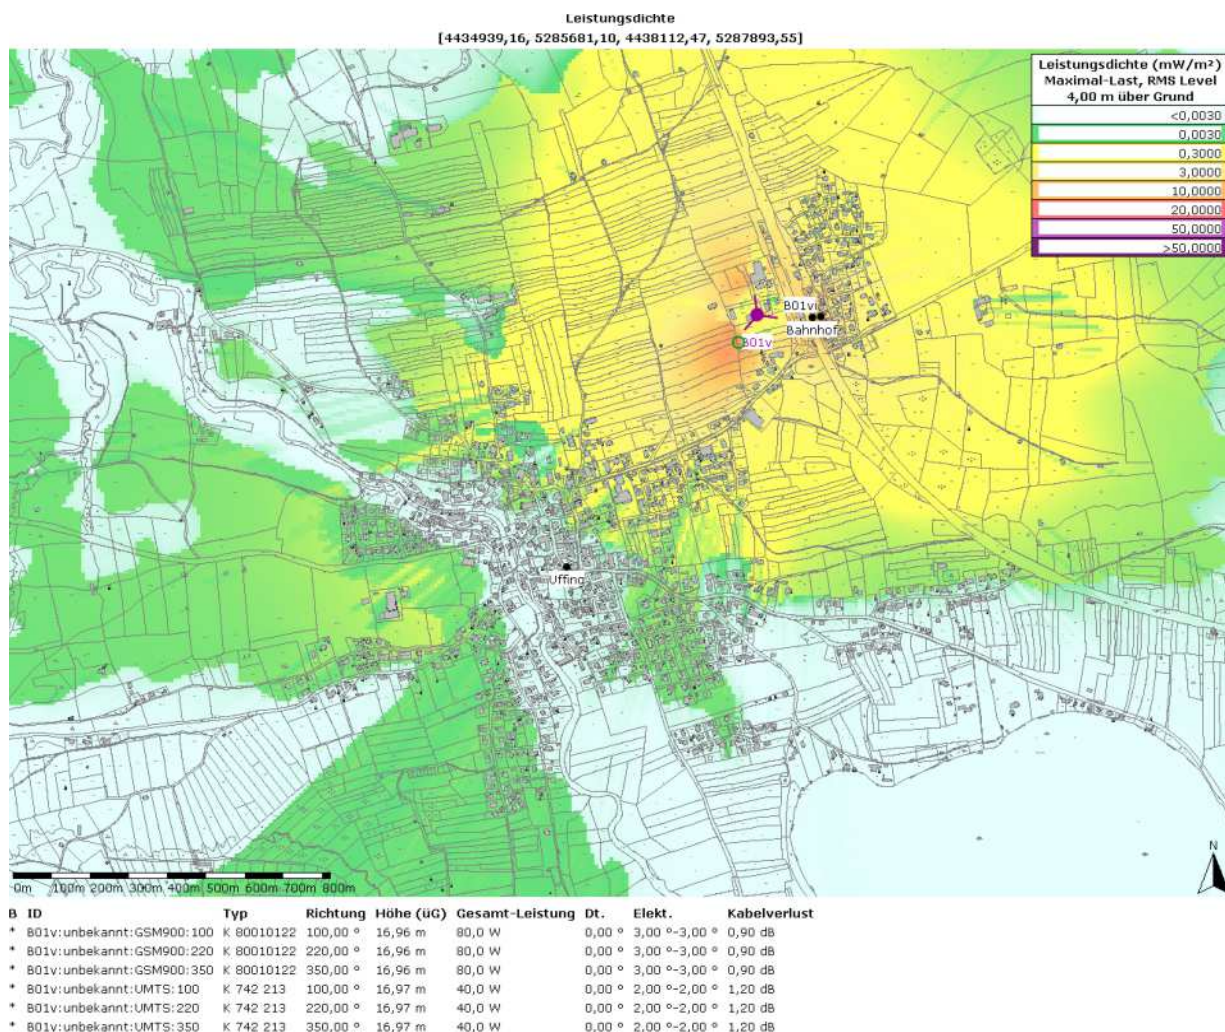 Leistungsdichte
[4434939,16, 5285681,10, 4438112,47, 5287893,55]
Leistungsdichte (mW/m²)
Maximal-Last, RMS Level
4,00 m über Grund
<0,0030
0,0030
0,3000
3,0000
10,0000
20,0000
50,0000
>50,0000
B01vi
Bahnhof
B01v
Uffing
N
0m 100m 200m 300m 400m 500m 600m 700m 800m
B ID Typ Richtung Höhe (üG) Gesamt-Leistung Dt. Elekt. Kabelverlust
* B01v:unbekannt:GSM900:100 K 80010122 100,00 ° 16,96 m 80,0 W 0,00 ° 3,00 °-3,00 ° 0,90 dB
* B01v:unbekannt:GSM900:220 K 80010122 220,00 ° 16,96 m 80,0 W 0,00 ° 3,00 °-3,00 ° 0,90 dB
* B01v:unbekannt:GSM900:350 K 80010122 350,00 ° 16,96 m 80,0 W 0,00 ° 3,00 °-3,00 ° 0,90 dB
* B01v:unbekannt:UMTS:100 K 742 213 100,00 ° 16,97 m 40,0 W 0,00 ° 2,00 °-2,00 ° 1,20 dB
* B01v:unbekannt:UMTS:220 K 742 213 220,00 ° 16,97 m 40,0 W 0,00 ° 2,00 °-2,00 ° 1,20 dB
* B01v:unbekannt:UMTS:350 K 742 213 350,00 ° 16,97 m 40,0 W 0,00 ° 2,00 °-2,00 ° 1,20 dB